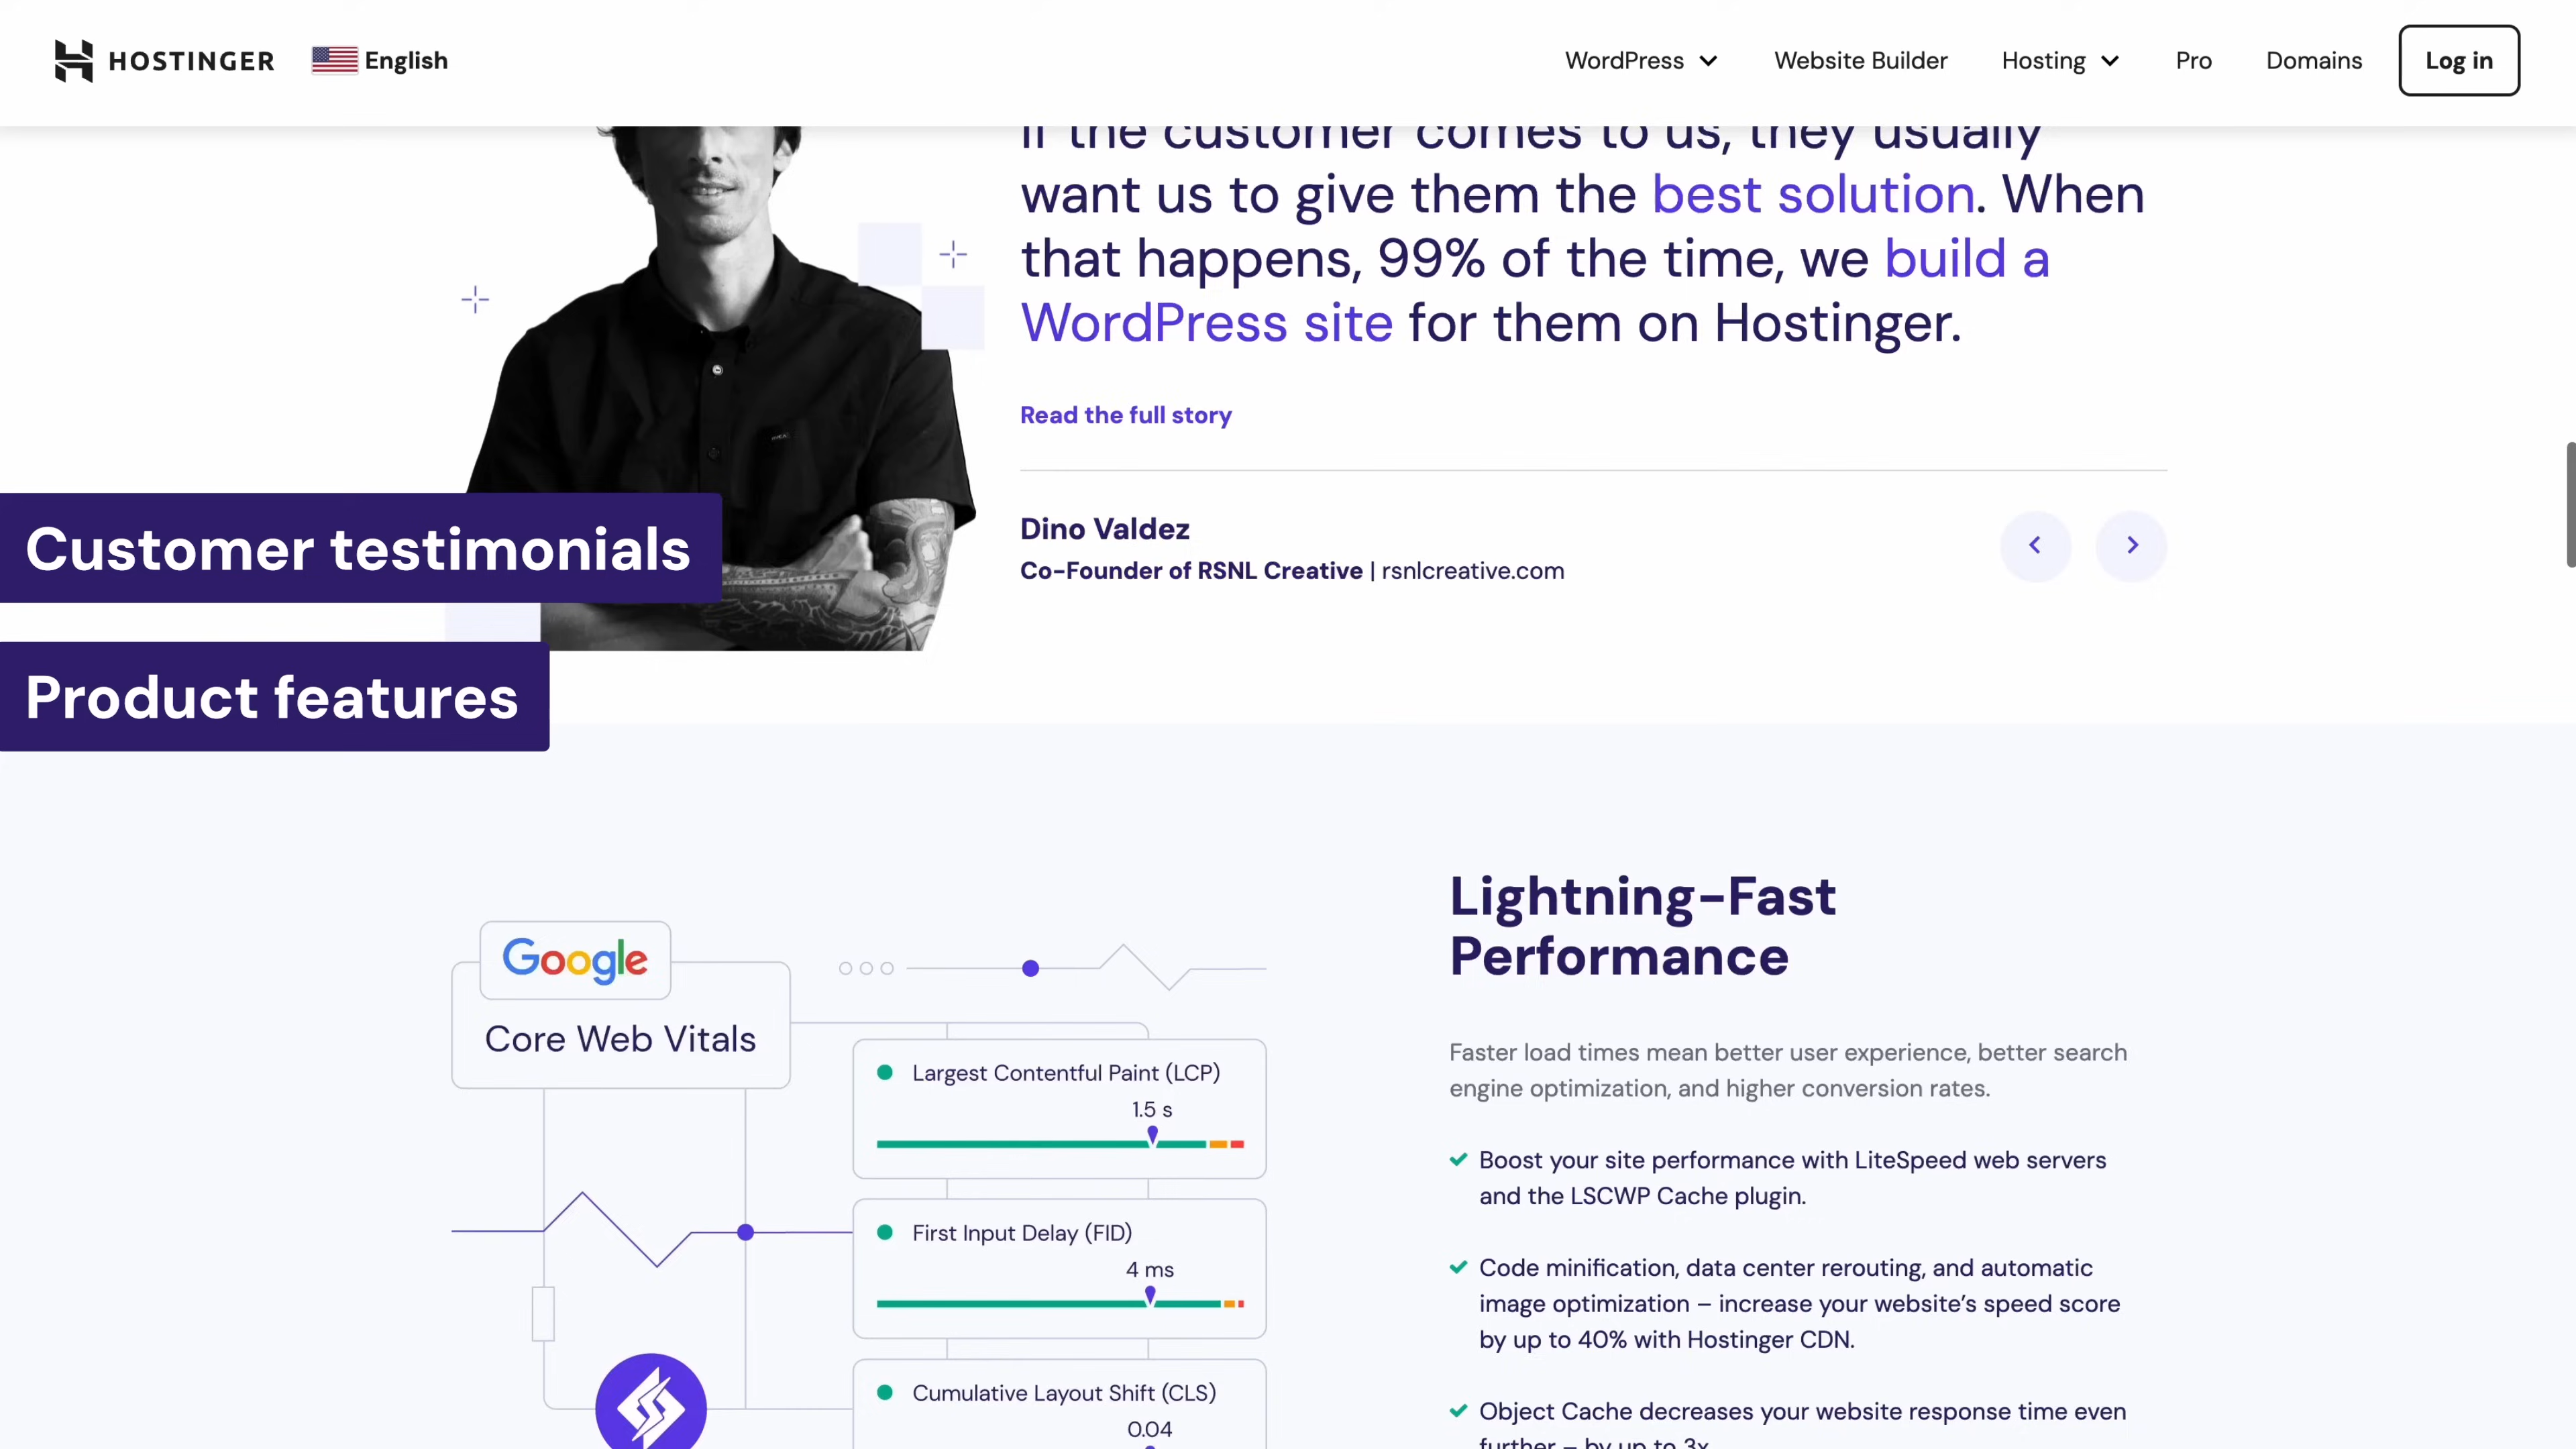 HOSTINGER
English
WordPress
Website Builder
Hosting
Pro
Domains
Log in
If the customer comes to us, they usually
want us to give them the best solution. When
that happens, 99% of the time, we build a
WordPress site for them on Hostinger.
Read the full story
Dino Valdez
Co-Founder of RSNL Creative | rsnlcreative.com
Customer testimonials
Product features
Google
Core Web Vitals
Largest Contentful Paint (LCP)
1.5 s
First Input Delay (FID)
4 ms
Cumulative Layout Shift (CLS)
0.04
Lightning-Fast
Performance
Faster load times mean better user experience, better search
engine optimization, and higher conversion rates.
Boost your site performance with LiteSpeed web servers
and the LSCWP Cache plugin.
Code minification, data center rerouting, and automatic
image optimization – increase your website’s speed score
by up to 40% with Hostinger CDN.
Object Cache decreases your website response time even
further – by up to 3x